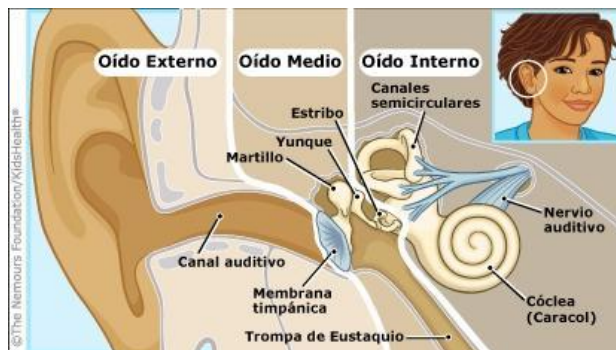 Oído Externo
Oído Medio
Oído Interno
Canales
semicirculares
Estribo
Yunque
Martillo
Nervio
auditivo
Canal auditivo
Membrana
timpánica
Cóclea
(Caracol)
Trompa de Eustaquio
©The Nemours Foundation/KidsHealth®